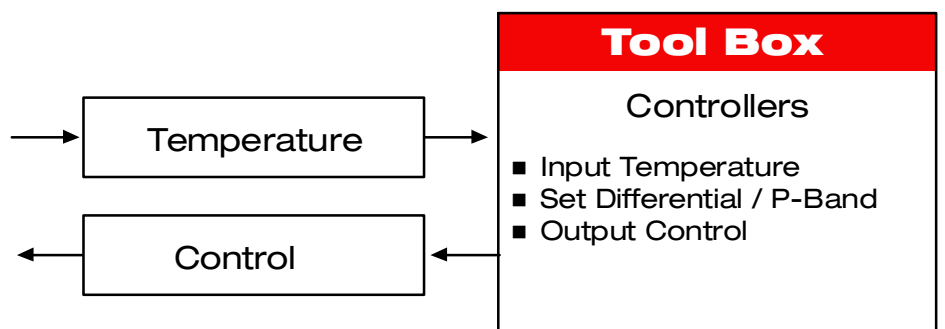 Tool Box
Controllers
Temperature
■ Input Temperature
■ Set Differential / P-Band
■ Output Control
Control